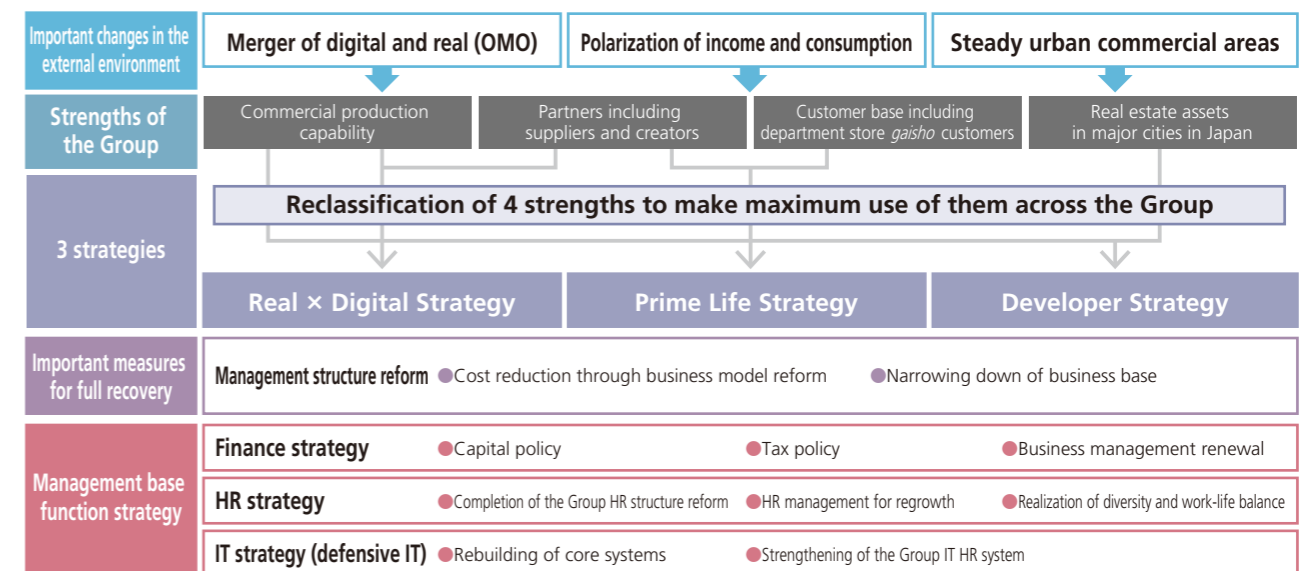 Important changes in the
external environment
Merger of digital and real (OMO)
Polarization of income and consumption
Steady urban commercial areas
Strengths of
the Group
Commercial production
capability
Partners including
suppliers and creators
Customer base including
department store gaisho customers
Real estate assets
in major cities in Japan
3 strategies
Reclassification of 4 strengths to make maximum use of them across the Group
Real × Digital Strategy
Prime Life Strategy
Developer Strategy
Important measures
for full recovery
Management structure reform
●Cost reduction through business model reform
●Narrowing down of business base
Management base
function strategy
Finance strategy
●Capital policy
●Tax policy
●Business management renewal
HR strategy
●Completion of the Group HR structure reform
●HR management for regrowth
●Realization of diversity and work-life balance
IT strategy (defensive IT)
●Rebuilding of core systems
●Strengthening of the Group IT HR system